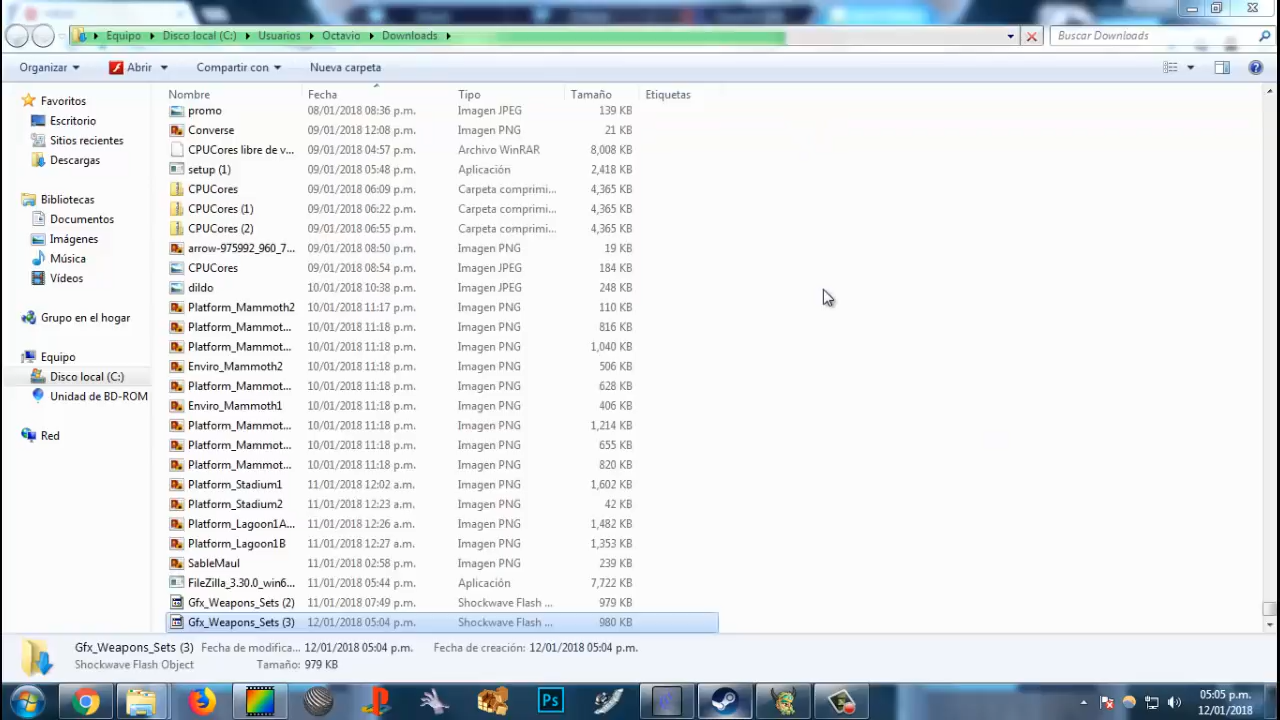 Equipo Disco local (C:) Usuarios Octavio Downloads
Buscar Downloads
Organizar Abrir Compartir con Nueva carpeta
Nombre Fecha Tipo Tamaño Etiquetas
Favoritos
Escritorio
Sitios recientes
Descargas
Bibliotecas
Documentos
Imágenes
Música
Vídeos
Grupo en el hogar
Equipo
Disco local (C:)
Unidad de BD-ROM
Red
promo 08/01/2018 08:36 p.m. Imagen JPEG 139 KB
Converse 09/01/2018 12:08 p.m. Imagen PNG 21 KB
CPUCores libre de v... 09/01/2018 04:57 p.m. Archivo WinRAR 8,008 KB
setup (1) 09/01/2018 05:48 p.m. Aplicación 2,418 KB
CPUCores 09/01/2018 06:09 p.m. Carpeta comprimi... 4,365 KB
CPUCores (1) 09/01/2018 06:22 p.m. Carpeta comprimi... 4,365 KB
CPUCores (2) 09/01/2018 06:55 p.m. Carpeta comprimi... 4,365 KB
arrow-975992_960_7... 09/01/2018 08:50 p.m. Imagen PNG 19 KB
CPUCores 09/01/2018 08:54 p.m. Imagen JPEG 184 KB
dildo 10/01/2018 10:38 p.m. Imagen JPEG 248 KB
Platform_Mammoth2 10/01/2018 11:17 p.m. Imagen PNG 110 KB
Platform_Mammot... 10/01/2018 11:18 p.m. Imagen PNG 816 KB
Platform_Mammot... 10/01/2018 11:18 p.m. Imagen PNG 1,040 KB
Enviro_Mammoth2 10/01/2018 11:18 p.m. Imagen PNG 506 KB
Platform_Mammot... 10/01/2018 11:18 p.m. Imagen PNG 628 KB
Enviro_Mammoth1 10/01/2018 11:18 p.m. Imagen PNG 406 KB
Platform_Mammot... 10/01/2018 11:18 p.m. Imagen PNG 1,214 KB
Platform_Mammot... 10/01/2018 11:18 p.m. Imagen PNG 655 KB
Platform_Mammot... 10/01/2018 11:18 p.m. Imagen PNG 820 KB
Platform_Stadium1 11/01/2018 12:02 a.m. Imagen PNG 1,602 KB
Platform_Stadium2 11/01/2018 12:23 a.m. Imagen PNG 42 KB
Platform_Lagoon1A... 11/01/2018 12:26 a.m. Imagen PNG 1,482 KB
Platform_Lagoon1B 11/01/2018 12:27 a.m. Imagen PNG 1,353 KB
SableMaul 11/01/2018 02:58 p.m. Imagen PNG 239 KB
FileZilla_3.30.0_win6... 11/01/2018 05:44 p.m. Aplicación 7,722 KB
Gfx_Weapons_Sets (2) 11/01/2018 07:49 p.m. Shockwave Flash ... 979 KB
Gfx_Weapons_Sets (3) 12/01/2018 05:04 p.m. Shockwave Flash ... 980 KB
Gfx_Weapons_Sets (3) Fecha de modifica... 12/01/2018 05:04 p.m. Fecha de creación: 12/01/2018 05:04 p.m.
Shockwave Flash Object Tamaño: 979 KB
Ps
05:05 p.m.
12/01/2018